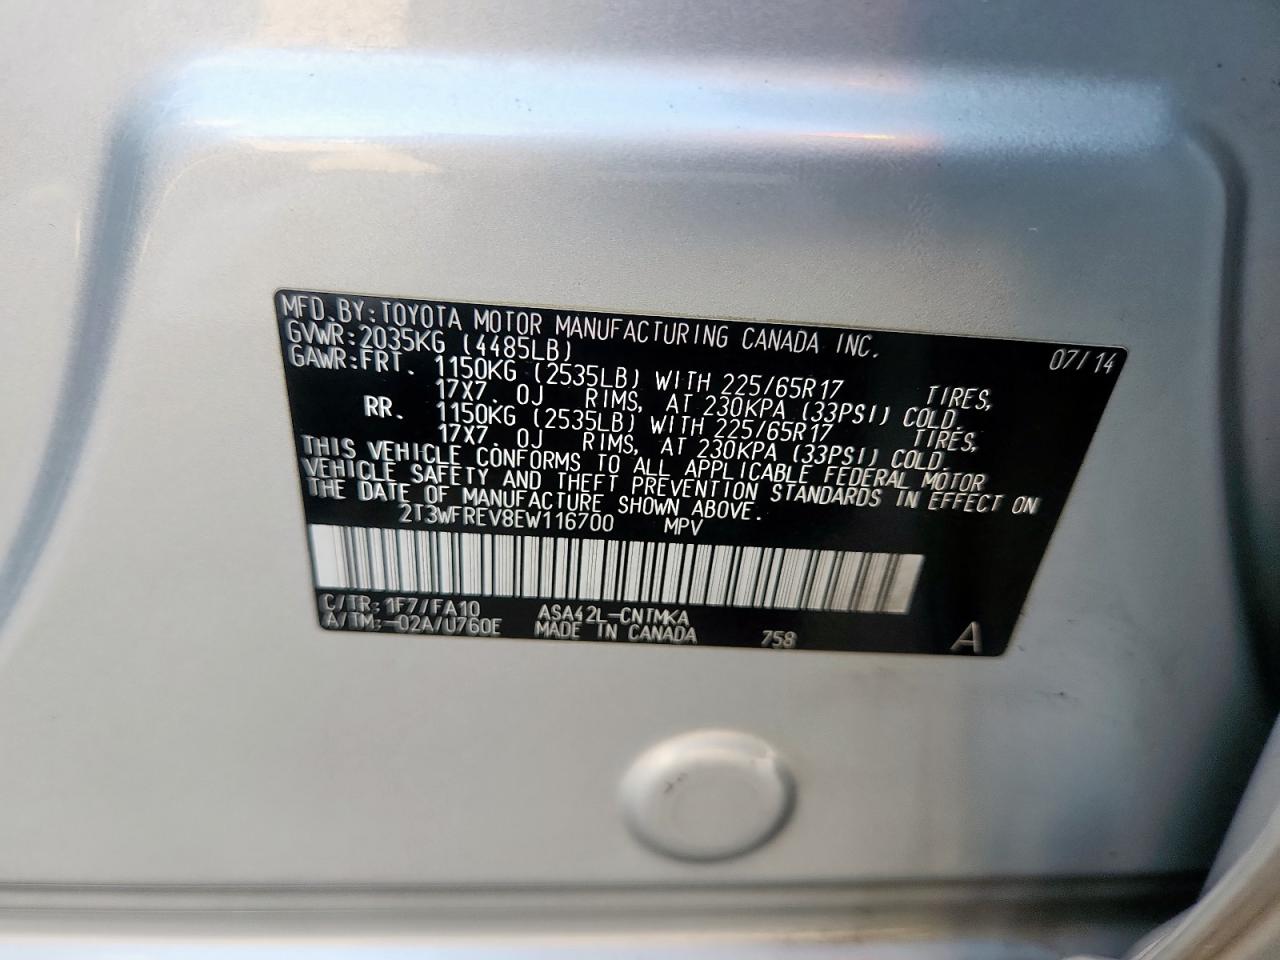 MFD. BY: TOYOTA MOTOR MANUFACTURING CANADA INC.
GVWR: 2035KG (4485LB) 07/14
GAWR: FRT. 1150KG (2535LB) WITH 225/65R17 TIRES,
17X7. 0J RIMS, AT 230KPA (33PSI) COLD.
RR. 1150KG (2535LB) WITH 225/65R17 TIRES,
17X7. 0J RIMS, AT 230KPA (33PSI) COLD.
THIS VEHICLE CONFORMS TO ALL APPLICABLE FEDERAL MOTOR
VEHICLE SAFETY AND THEFT PREVENTION STANDARDS IN EFFECT ON
THE DATE OF MANUFACTURE SHOWN ABOVE.
2T3WFREV8EW116700 MPV
C/TR: 1F7/FA10 ASA42L-CNTMKA
A/TM: -02A/U760E MADE IN CANADA 758 A